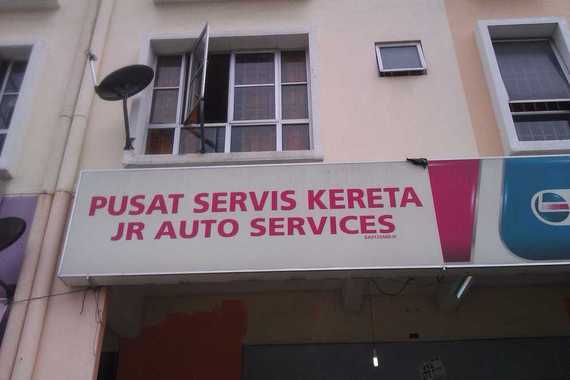 PUSAT SERVIS KERETA
JR AUTO SERVICES